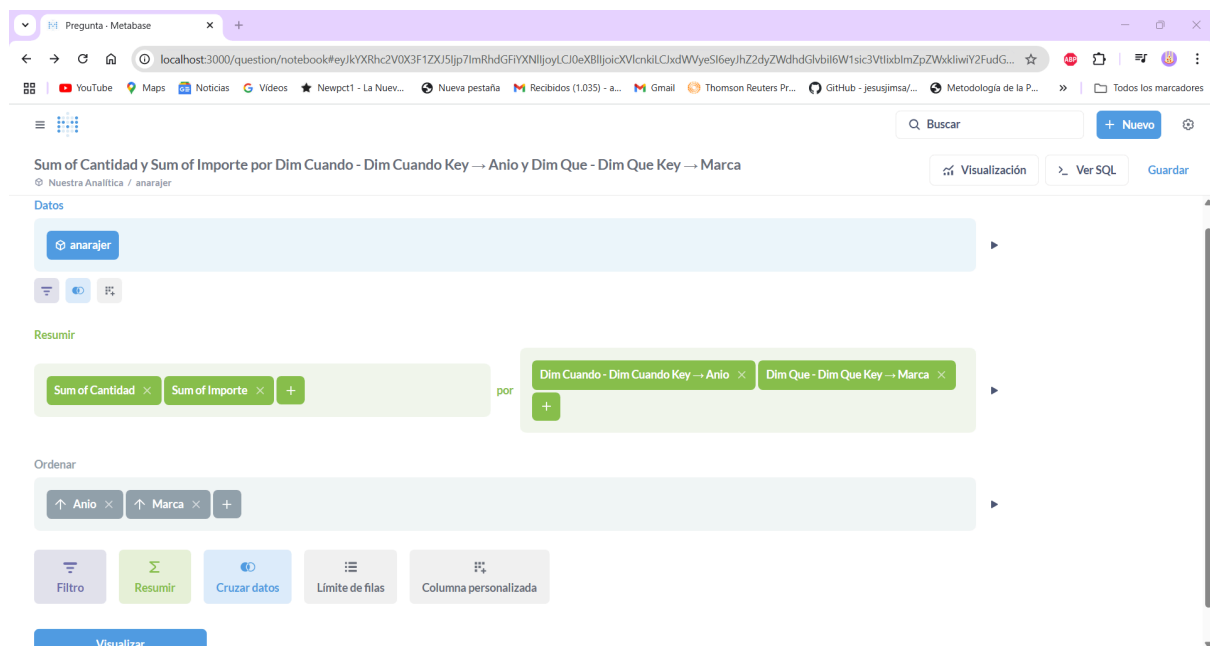 Pregunta · Metabase
localhost:3000/question/notebook#eyJkYXRhc2V0X3F1ZXJ5Ijp7ImRhdGFiYXNlIjoyLCJ0eXBlIjoicXVlcnkiLCJxdWVyeSI6eyJhZ2dyZWdhdGlvbiI6W1sic3VtIixbImZpZWxkIiwiY2FudG... ABP
YouTube Maps Noticias Vídeos Newpct1 - La Nuev... Nueva pestaña Recibidos (1.035) - a... Gmail Thomson Reuters Pr... GitHub - jesusjimsa/... Metodología de la P... » Todos los marcadores
Buscar + Nuevo
Sum of Cantidad y Sum of Importe por Dim Cuando - Dim Cuando Key → Anio y Dim Que - Dim Que Key → Marca Visualización >_ Ver SQL Guardar
Nuestra Analítica / anarajer
Datos
anarajer
Resumir
Sum of Cantidad × Sum of Importe × + por Dim Cuando - Dim Cuando Key → Anio × Dim Que - Dim Que Key → Marca ×
+
Ordenar
↑ Anio × ↑ Marca × +
Filtro Σ Resumir Cruzar datos Límite de filas Columna personalizada
Visualizar